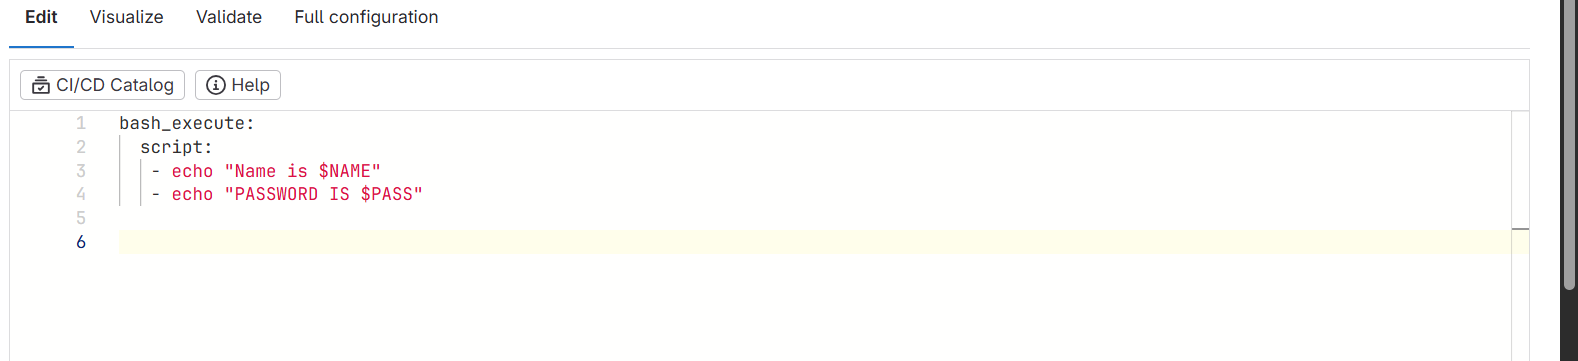 Edit Visualize Validate Full configuration
CI/CD Catalog Help
1 bash_execute:
2 script:
3 - echo "Name is $NAME"
4 - echo "PASSWORD IS $PASS"
5
6